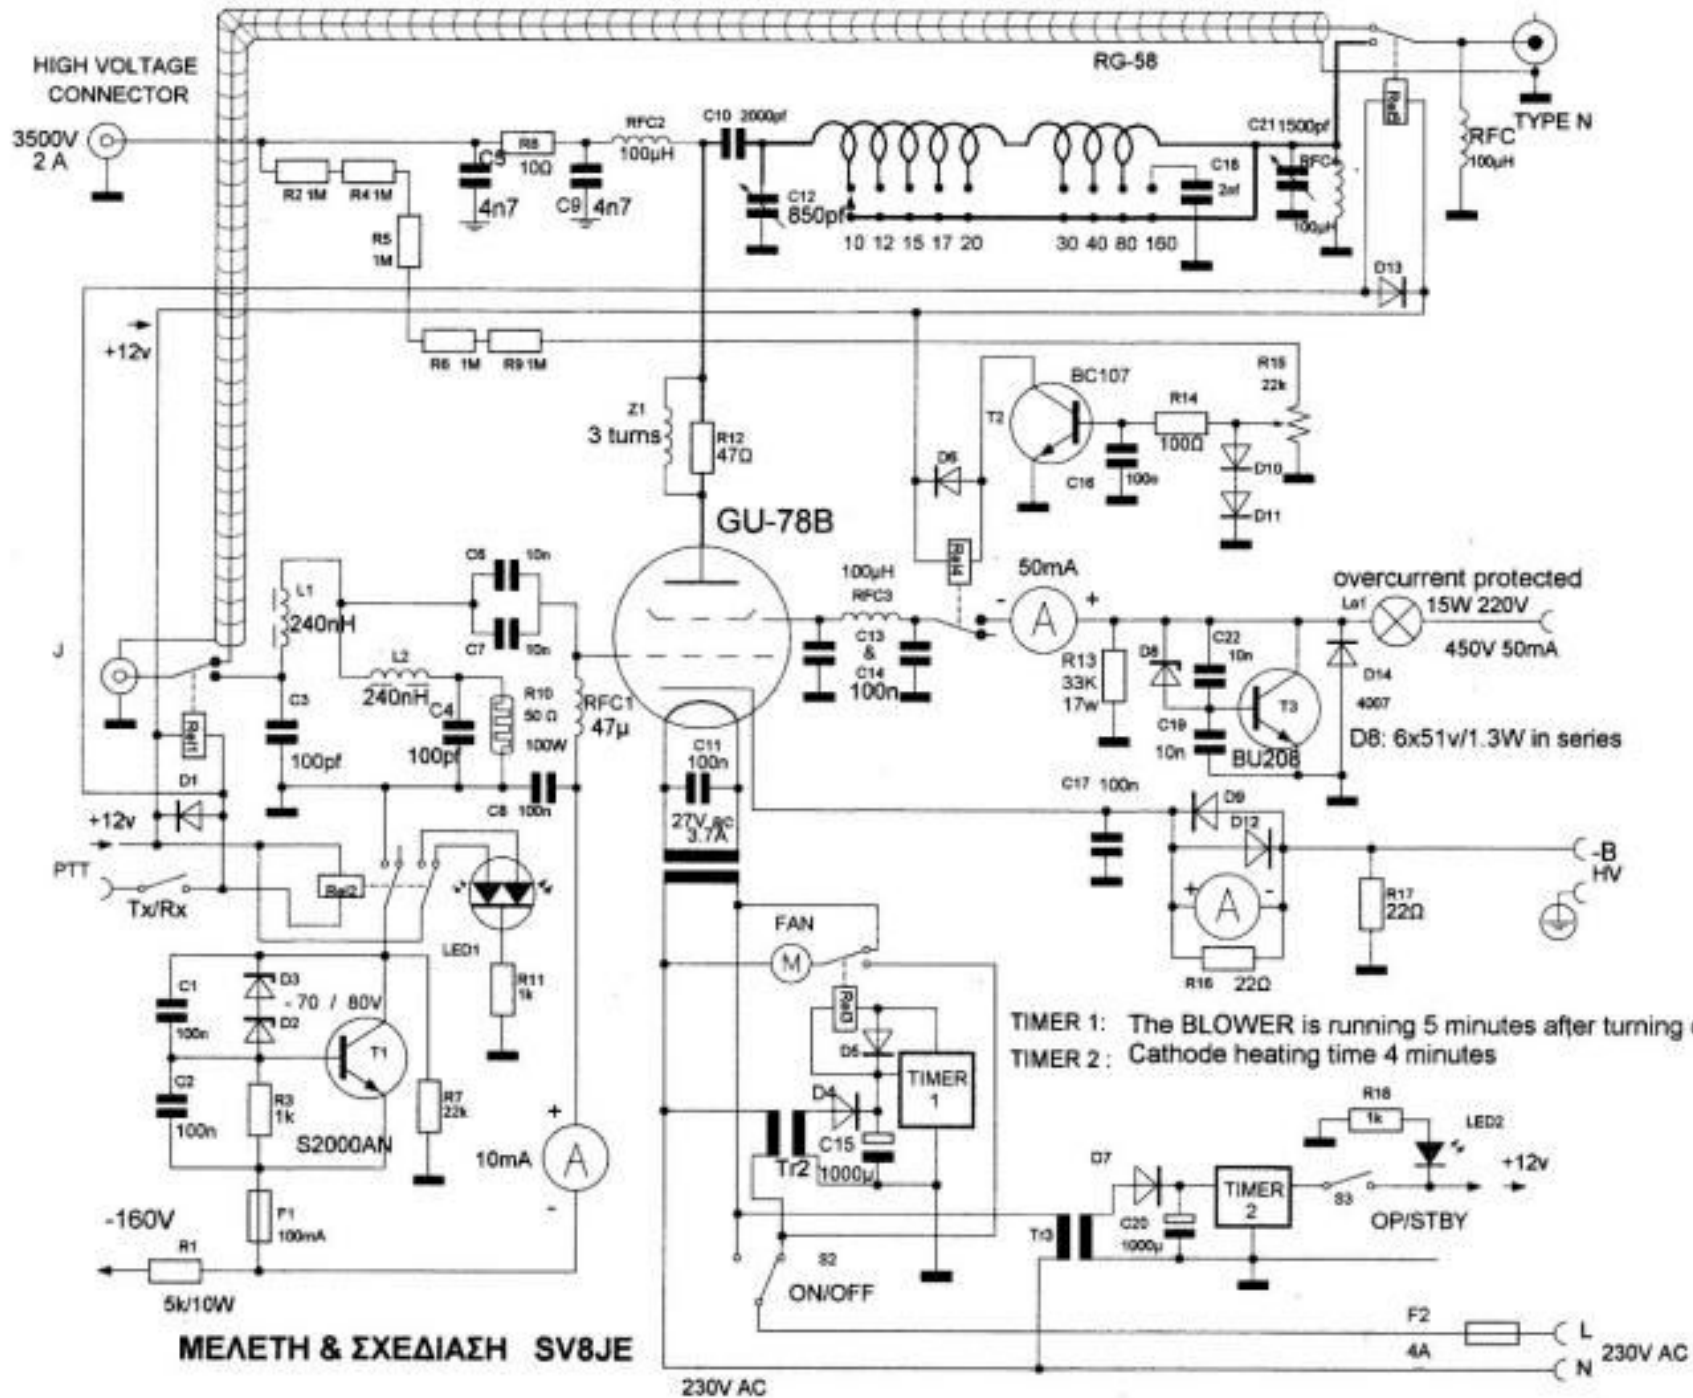 HIGH VOLTAGE
CONNECTOR
3500V
2 A
RG-58
TYPE N
Rel5
RFC
100µH
C10 2000pf
RFC2
100µH
R8
10Ω
C5
4n7
C9 4n7
R2 1M R4 1M
R5
1M
C12
850pf
C18
C21 1500pf
100µH
10 12 15 17 20 30 40 80 160
D13
+12v
R6 1M R9 1M
Z1
3 turns
R12
47Ω
BC107
T2
R14
100Ω
R15
22k
D6
C16
100n
D10
D11
GU-78B
Rel4
50mA
A
- +
100µH
RFC3
C13
&
C14
100n
overcurrent protected
La1
15W 220V
450V 50mA
R13
33K
17w
D8
C22
10n
C19
10n
T3
BU208
D14
4007
D8: 6x51v/1.3W in series
J
L1
240nH
C6 10n
C7 10n
L2
240nH
C3
100pf
C4
100pf
R10
50 Ω
100W
RFC1
47µ
C8 100n
Rel1
D1
+12v
PTT
Tx/Rx
Rel2
LED1
R11
1k
C11
100n
27V ac
3.7A
C17 100n
D9
D12
+ A -
R16 22Ω
R17
22Ω
-B
HV
FAN
M
Rel3
D5
D4
C15
1000µ
TIMER
1
Tr2
TIMER 1: The BLOWER is running 5 minutes after turning
TIMER 2 : Cathode heating time 4 minutes
C1
100n
D3
- 70 / 80V
D2
C2
100n
R3
1k
T1
S2000AN
R7
22k
10mA
+
A
-
-160V
R1
5k/10W
F1
100mA
S2
ON/OFF
Tr3
D7
C20
1000µ
TIMER
2
R18
1k
LED2
S3
OP/STBY
+12v
F2
4A
L
N
230V AC
ΜΕΛΕΤΗ & ΣΧΕΔΙΑΣΗ SV8JE
230V AC